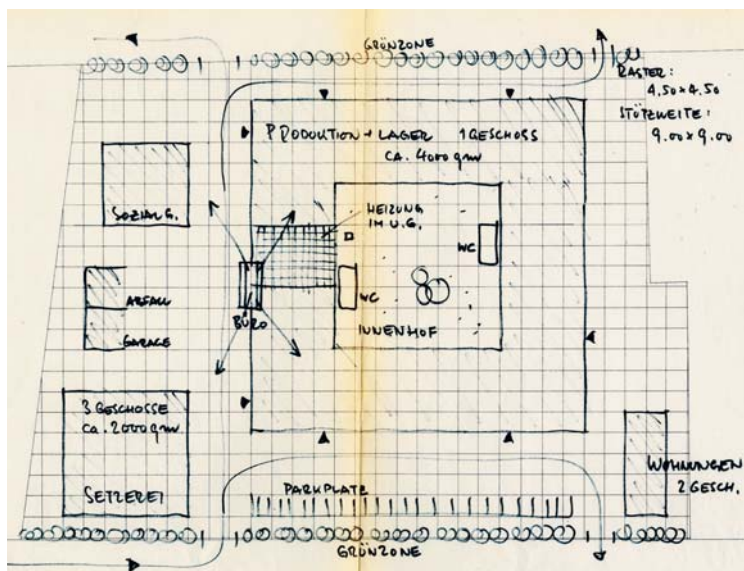 GRÜNZONE
RASTER:
4.50 x 4.50
STÜTZWEITE:
9.00 x 9.00
PRODUKTION + LAGER 1 GESCHOSS
CA. 4000 qm
HEIZUNG
IM U.G.
SOZIALG.
WC
WC
ABFALL
BÜRO
INNENHOF
GARAGE
3 GESCHOSSE
ca. 2000 qm
SETZEREI
WOHNUNGEN
2 GESCH.
PARKPLATZ
GRÜNZONE